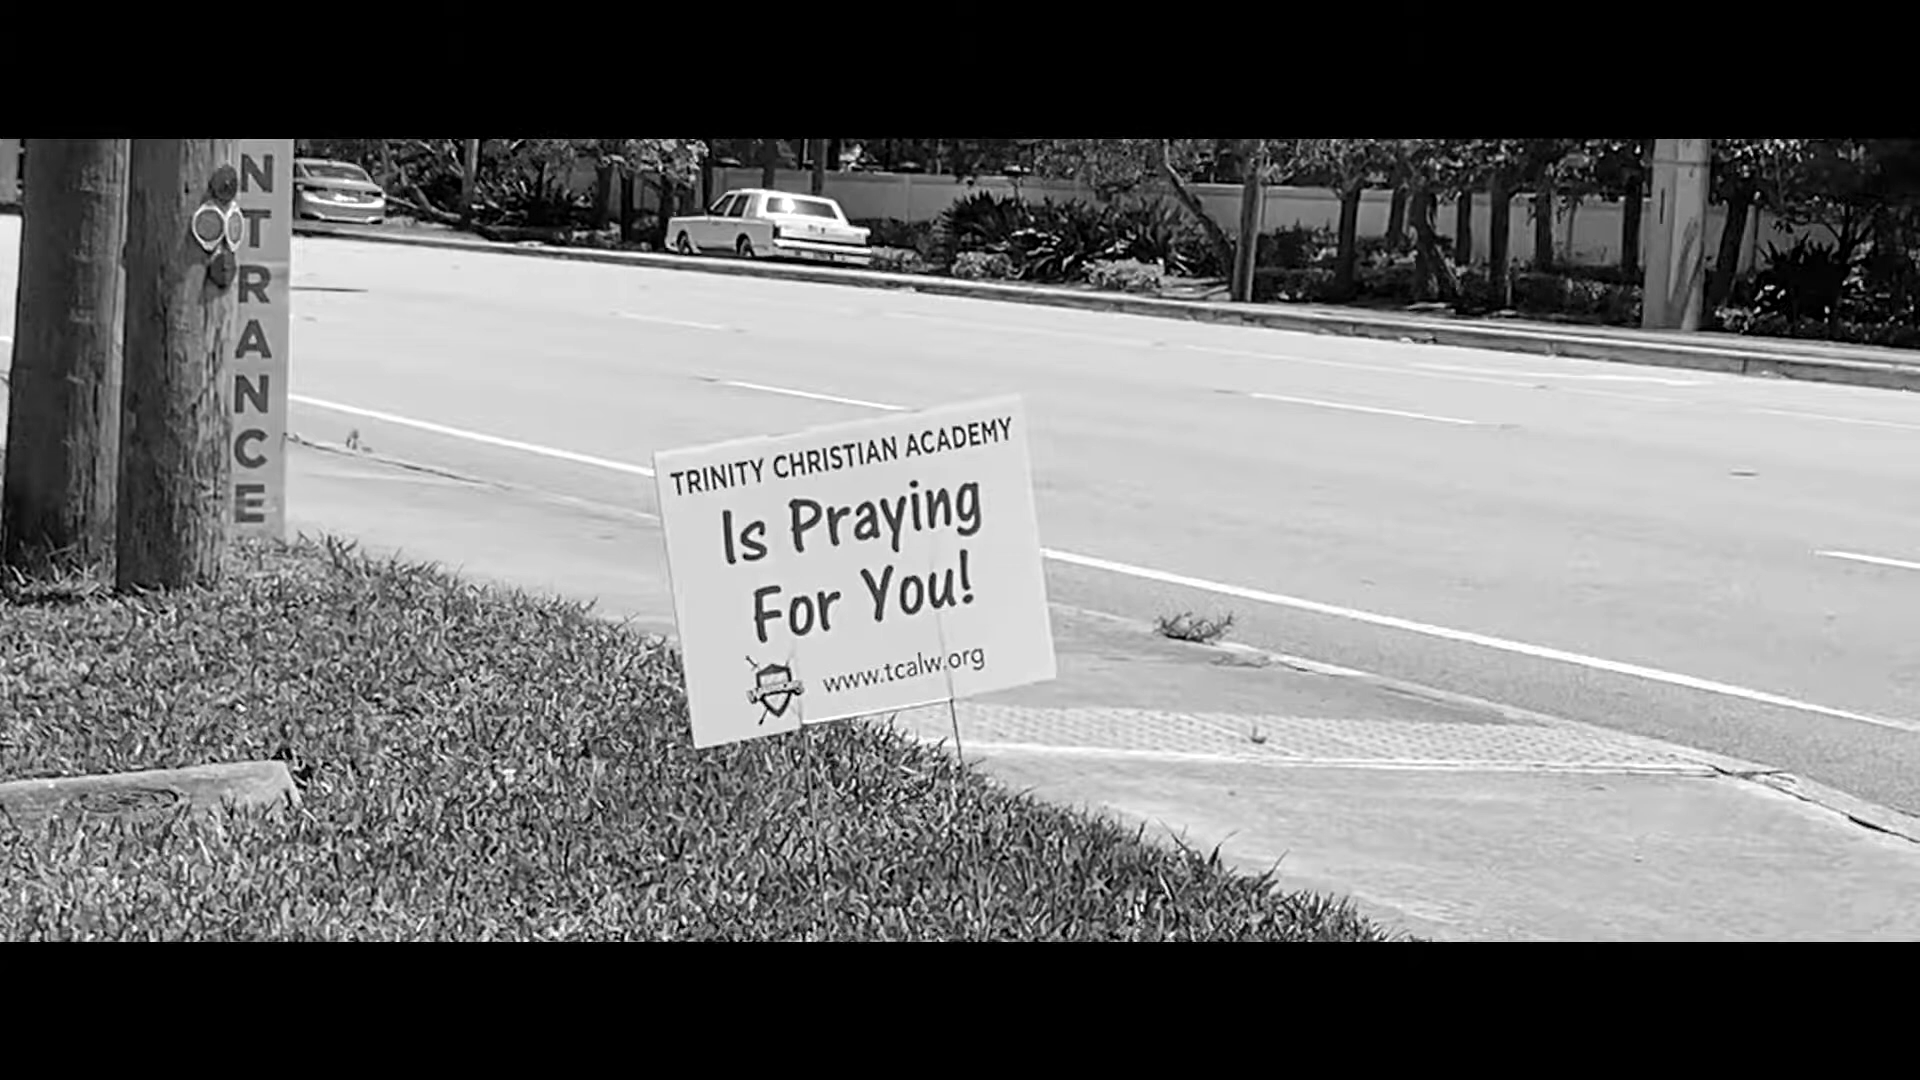 NTRANCE
TRINITY CHRISTIAN ACADEMY
Is Praying
For You!
www.tcalw.org